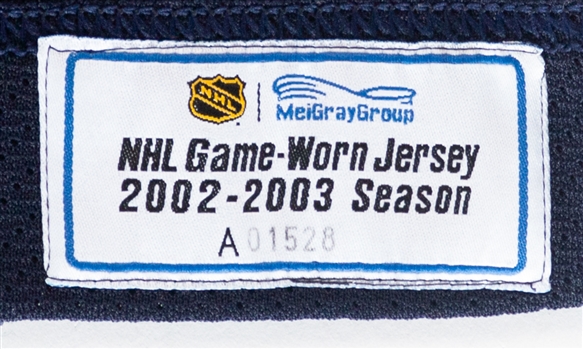 NHL MeiGrayGroup
NHL Game-Worn Jersey
2002-2003 Season
A 01528